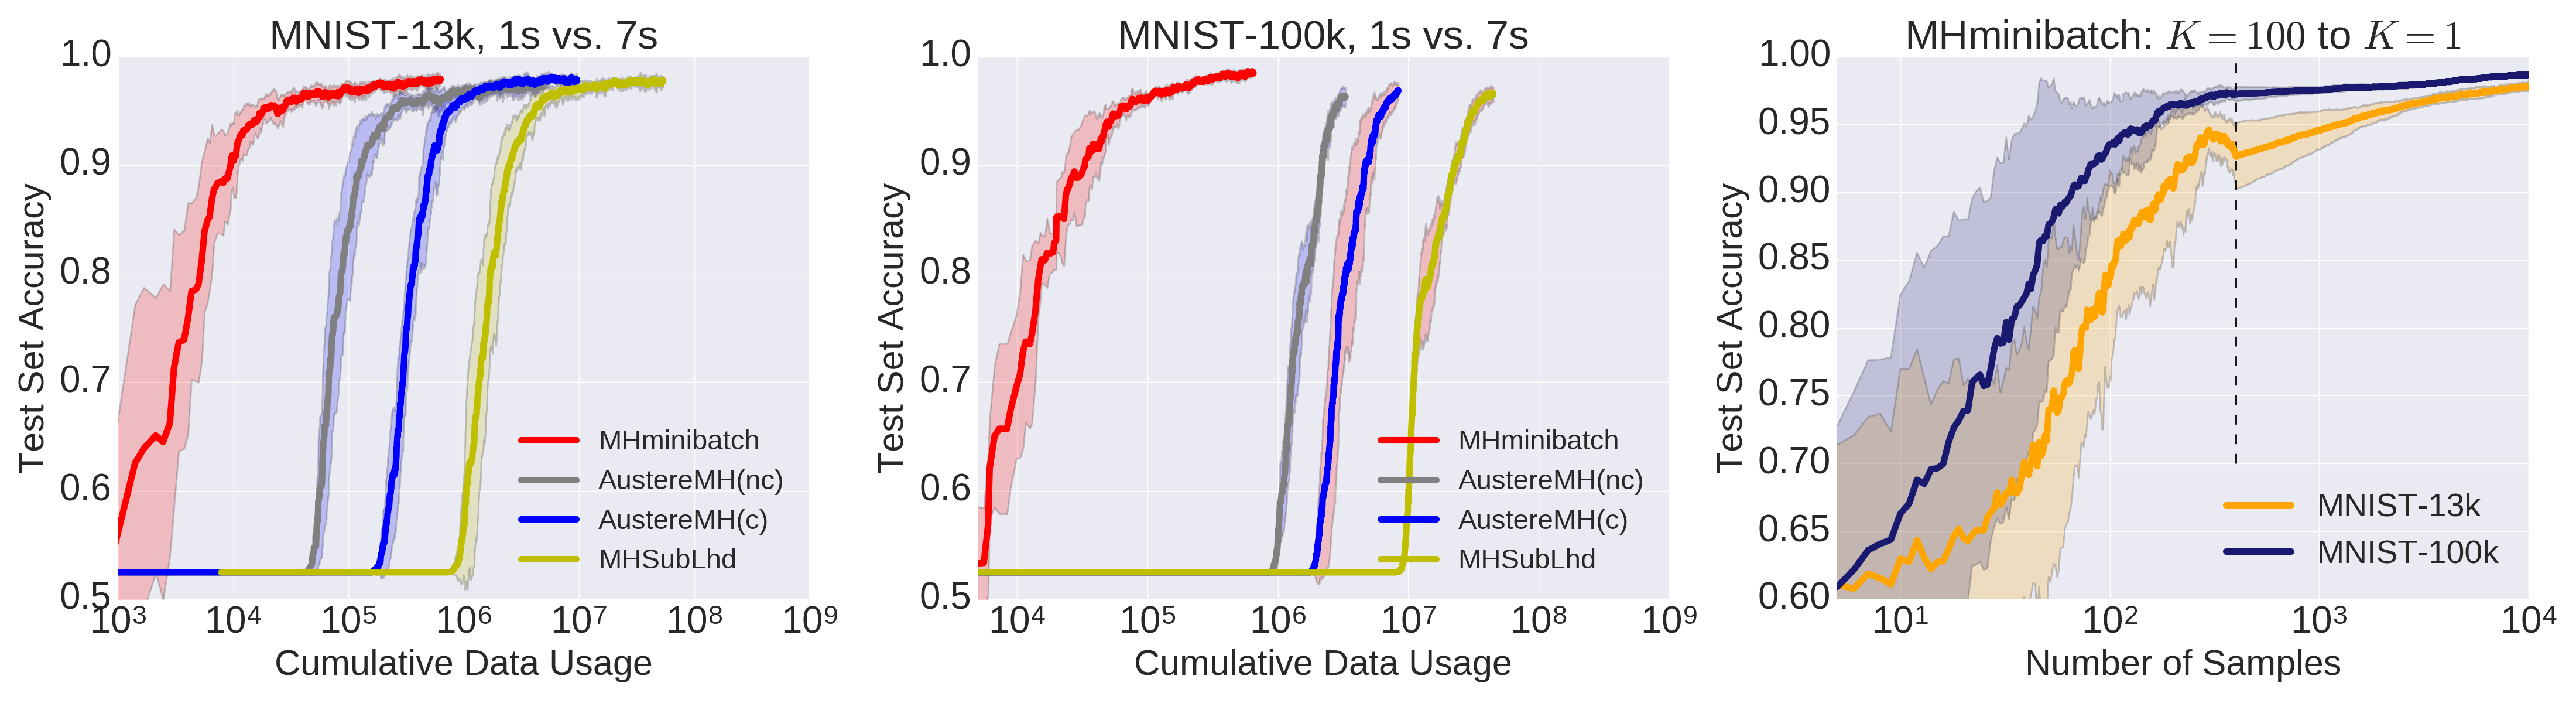 MNIST-13k, 1s vs. 7s
Test Set Accuracy
1.0
0.9
0.8
0.7
0.6
0.5
10³ 10⁴ 10⁵ 10⁶ 10⁷ 10⁸ 10⁹
Cumulative Data Usage
MHminibatch
AustereMH(nc)
AustereMH(c)
MHSubLhd
MNIST-100k, 1s vs. 7s
Test Set Accuracy
1.0
0.9
0.8
0.7
0.6
0.5
10⁴ 10⁵ 10⁶ 10⁷ 10⁸ 10⁹
Cumulative Data Usage
MHminibatch
AustereMH(nc)
AustereMH(c)
MHSubLhd
MHminibatch: K = 100 to K = 1
Test Set Accuracy
1.00
0.95
0.90
0.85
0.80
0.75
0.70
0.65
0.60
10¹ 10² 10³ 10⁴
Number of Samples
MNIST-13k
MNIST-100k